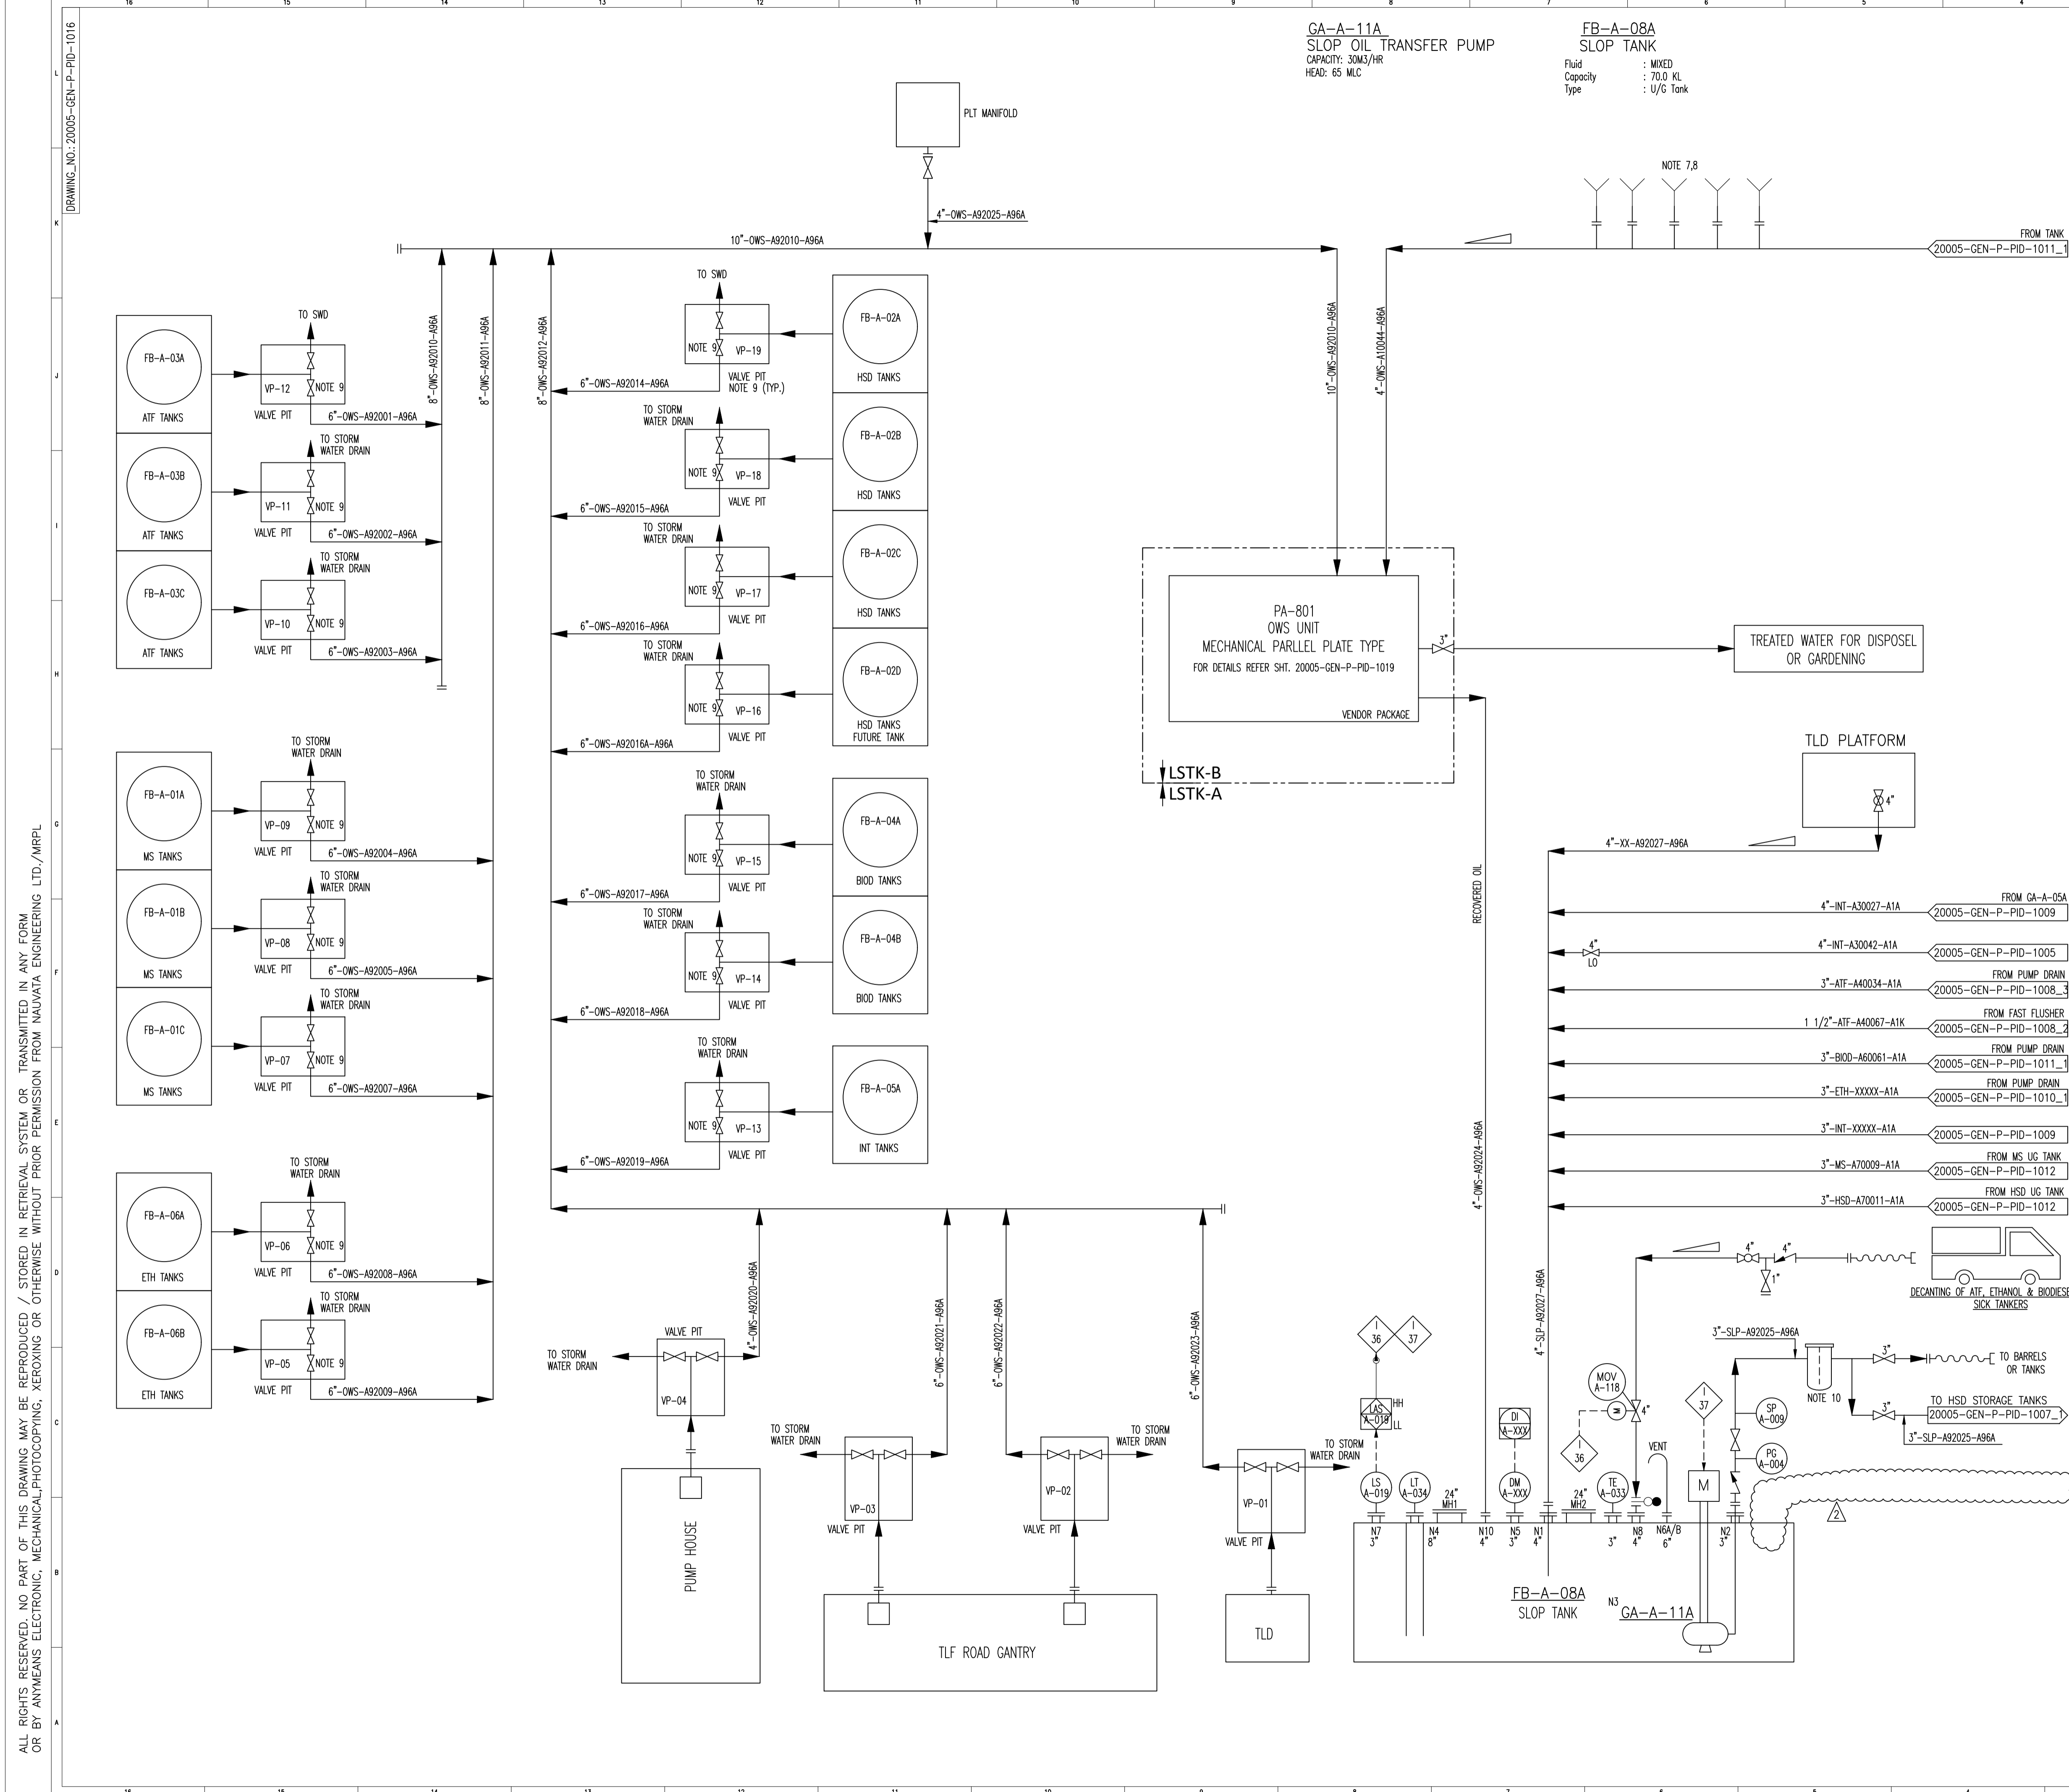 16 15 14 13 12 11 10 9 8 7 6 5 4
L
K
J
I
H
G
F
E
D
C
B
A
DRAWING_NO.: 20005-GEN-P-PID-1016
ALL RIGHTS RESERVED. NO PART OF THIS DRAWING MAY BE REPRODUCED / STORED IN RETRIEVAL SYSTEM OR TRANSMITTED IN ANY FORM
OR BY ANYMEANS ELECTRONIC, MECHANICAL,PHOTOCOPYING, XEROXING OR OTHERWISE WITHOUT PRIOR PERMISSION FROM NAUVATA ENGINEERING LTD./MRPL
GA-A-11A
SLOP OIL TRANSFER PUMP
CAPACITY: 30M3/HR
HEAD: 65 MLC
FB-A-08A
SLOP TANK
Fluid : MIXED
Capacity : 70.0 KL
Type : U/G Tank
PLT MANIFOLD
4"-OWS-A92025-A96A
10"-OWS-A92010-A96A
NOTE 7,8
FROM TANK
20005-GEN-P-PID-1011_1
10"-OWS-A92010-A96A
4"-OWS-A10044-A96A
8"-OWS-A92010-A96A
8"-OWS-A92011-A96A
8"-OWS-A92012-A96A
FB-A-03A
ATF TANKS
TO SWD
VP-12
NOTE 9
VALVE PIT
6"-OWS-A92001-A96A
FB-A-03B
ATF TANKS
TO STORM
WATER DRAIN
VP-11
NOTE 9
VALVE PIT
6"-OWS-A92002-A96A
FB-A-03C
ATF TANKS
TO STORM
WATER DRAIN
VP-10
NOTE 9
VALVE PIT
6"-OWS-A92003-A96A
FB-A-01A
MS TANKS
TO STORM
WATER DRAIN
VP-09
NOTE 9
VALVE PIT
6"-OWS-A92004-A96A
FB-A-01B
MS TANKS
TO STORM
WATER DRAIN
VP-08
NOTE 9
VALVE PIT
6"-OWS-A92005-A96A
FB-A-01C
MS TANKS
TO STORM
WATER DRAIN
VP-07
NOTE 9
VALVE PIT
6"-OWS-A92007-A96A
FB-A-06A
ETH TANKS
TO STORM
WATER DRAIN
VP-06
NOTE 9
VALVE PIT
6"-OWS-A92008-A96A
FB-A-06B
ETH TANKS
TO STORM
WATER DRAIN
VP-05
NOTE 9
VALVE PIT
6"-OWS-A92009-A96A
TO SWD
NOTE 9
VP-19
VALVE PIT
NOTE 9 (TYP.)
6"-OWS-A92014-A96A
FB-A-02A
HSD TANKS
TO STORM
WATER DRAIN
NOTE 9
VP-18
VALVE PIT
6"-OWS-A92015-A96A
FB-A-02B
HSD TANKS
TO STORM
WATER DRAIN
NOTE 9
VP-17
VALVE PIT
6"-OWS-A92016-A96A
FB-A-02C
HSD TANKS
TO STORM
WATER DRAIN
NOTE 9
VP-16
VALVE PIT
6"-OWS-A92016A-A96A
FB-A-02D
HSD TANKS
FUTURE TANK
TO STORM
WATER DRAIN
NOTE 9
VP-15
VALVE PIT
6"-OWS-A92017-A96A
FB-A-04A
BIOD TANKS
TO STORM
WATER DRAIN
NOTE 9
VP-14
VALVE PIT
6"-OWS-A92018-A96A
FB-A-04B
BIOD TANKS
TO STORM
WATER DRAIN
NOTE 9
VP-13
VALVE PIT
6"-OWS-A92019-A96A
FB-A-05A
INT TANKS
PA-801
OWS UNIT
MECHANICAL PARLLEL PLATE TYPE
FOR DETAILS REFER SHT. 20005-GEN-P-PID-1019
VENDOR PACKAGE
3"
TREATED WATER FOR DISPOSEL
OR GARDENING
LSTK-B
LSTK-A
TLD PLATFORM
4"
4"-XX-A92027-A96A
RECOVERED OIL
4"-OWS-A92024-A96A
4"-SLP-A92027-A96A
FROM GA-A-05A
4"-INT-A30027-A1A
20005-GEN-P-PID-1009
4"
LO
4"-INT-A30042-A1A
20005-GEN-P-PID-1005
FROM PUMP DRAIN
3"-ATF-A40034-A1A
20005-GEN-P-PID-1008_3
FROM FAST FLUSHER
1 1/2"-ATF-A40067-A1K
20005-GEN-P-PID-1008_2
FROM PUMP DRAIN
3"-BIOD-A60061-A1A
20005-GEN-P-PID-1011_1
FROM PUMP DRAIN
3"-ETH-XXXXX-A1A
20005-GEN-P-PID-1010_1
3"-INT-XXXXX-A1A
20005-GEN-P-PID-1009
FROM MS UG TANK
3"-MS-A70009-A1A
20005-GEN-P-PID-1012
FROM HSD UG TANK
3"-HSD-A70011-A1A
20005-GEN-P-PID-1012
4"
4"
1"
DECANTING OF ATF, ETHANOL & BIODIESE
SICK TANKERS
3"-SLP-A92025-A96A
3"
TO BARRELS
OR TANKS
NOTE 10
TO HSD STORAGE TANKS
3"
20005-GEN-P-PID-1007_1
3"-SLP-A92025-A96A
4"-OWS-A92020-A96A
6"-OWS-A92021-A96A
6"-OWS-A92022-A96A
6"-OWS-A92023-A96A
VALVE PIT
TO STORM
WATER DRAIN
VP-04
PUMP HOUSE
TO STORM
WATER DRAIN
VP-03
VALVE PIT
TO STORM
WATER DRAIN
VP-02
VALVE PIT
TLF ROAD GANTRY
TO STORM
WATER DRAIN
VP-01
VALVE PIT
TLD
I
36
I
37
LAS
A-019
HH
LL
LS
A-019
LT
A-034
24"
MH1
DI
A-XXX
DM
A-XXX
24"
MH2
MOV
A-118
M
4"
I
36
TE
A-033
VENT
I
37
M
SP
A-009
PG
A-004
2
N7
3"
N4
8"
N10
4"
N5
3"
N1
4"
3"
N8
4"
N6A/B
6"
N2
3"
FB-A-08A
SLOP TANK
N3
GA-A-11A
16 15 14 13 12 11 10 9 8 7 6 5 4